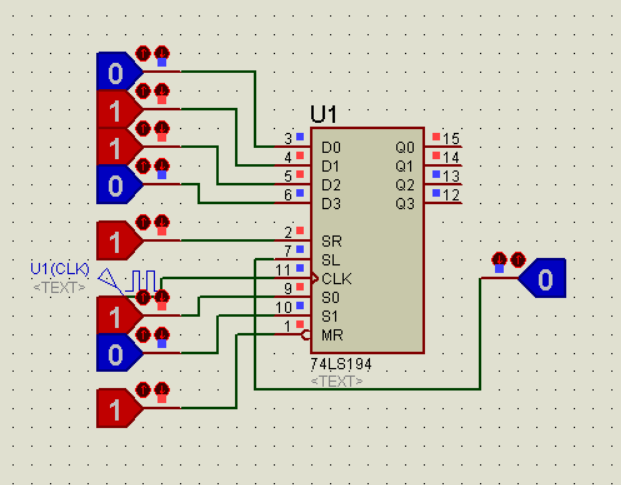 0
1
1
0
1
U1(CLK)
<TEXT>
1
0
1
U1
3 D0 Q0 15
4 D1 Q1 14
5 D2 Q2 13
6 D3 Q3 12
2 SR
7 SL
11 CLK
9 S0
10 S1
1 MR
74LS194
<TEXT>
0